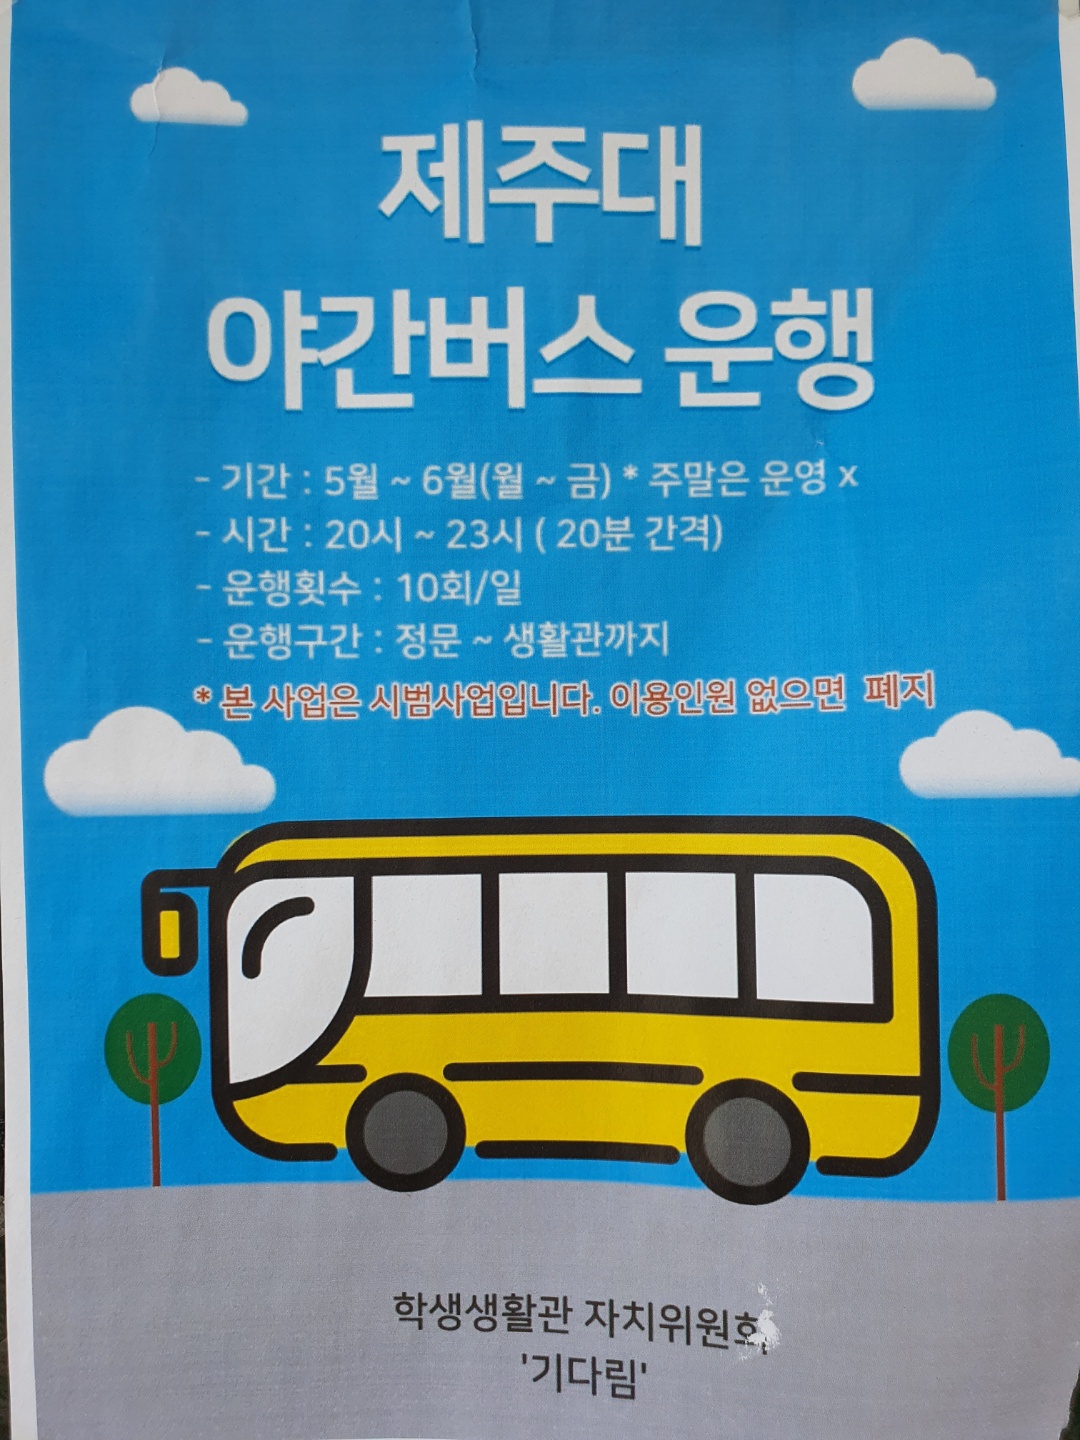 제주대
야간버스 운행
- 기간 : 5월 ~ 6월(월 ~ 금) * 주말은 운영 x
- 시간 : 20시 ~ 23시 ( 20분 간격)
- 운행횟수 : 10회/일
- 운행구간 : 정문 ~ 생활관까지
* 본 사업은 시범사업입니다. 이용인원 없으면 폐지
학생생활관 자치위원회
'기다림'